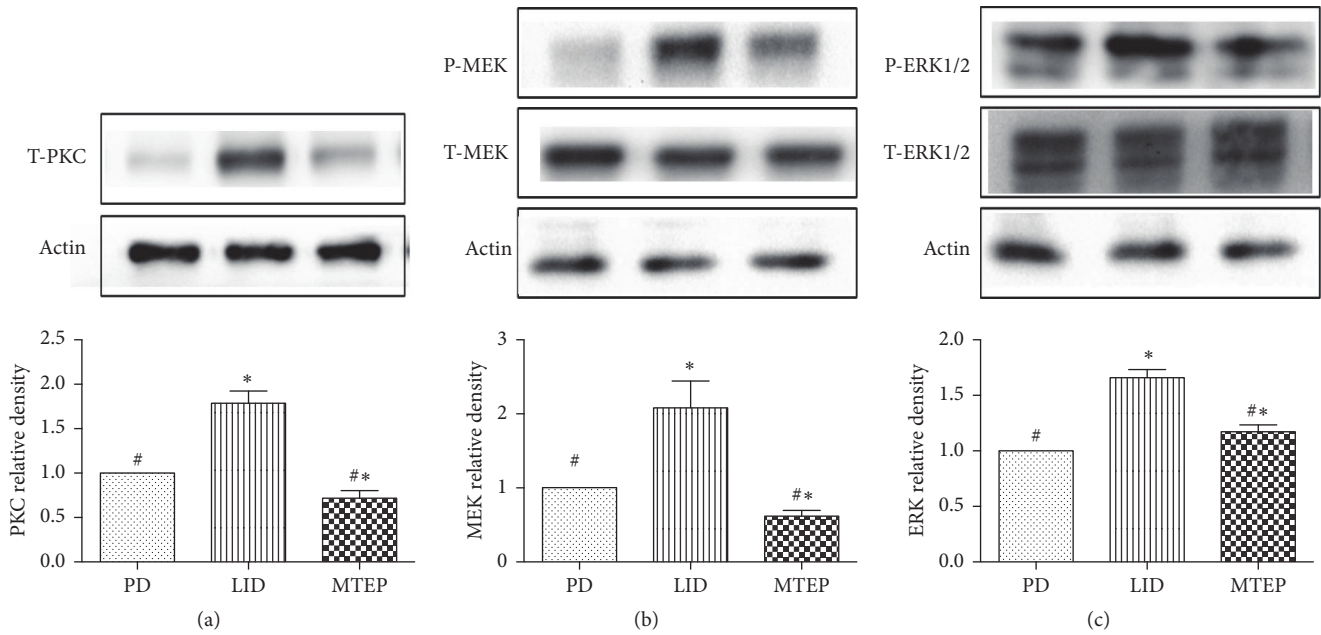 T-PKC
Actin
PKC relative density
2.5
2.0
1.5
1.0
0.5
0.0
#
*
#*
PD LID MTEP
(a)
P-MEK
T-MEK
Actin
MEK relative density
3
2
1
0
#
*
#*
PD LID MTEP
(b)
P-ERK1/2
T-ERK1/2
Actin
ERK relative density
2.0
1.5
1.0
0.5
0.0
#
*
#*
PD LID MTEP
(c)